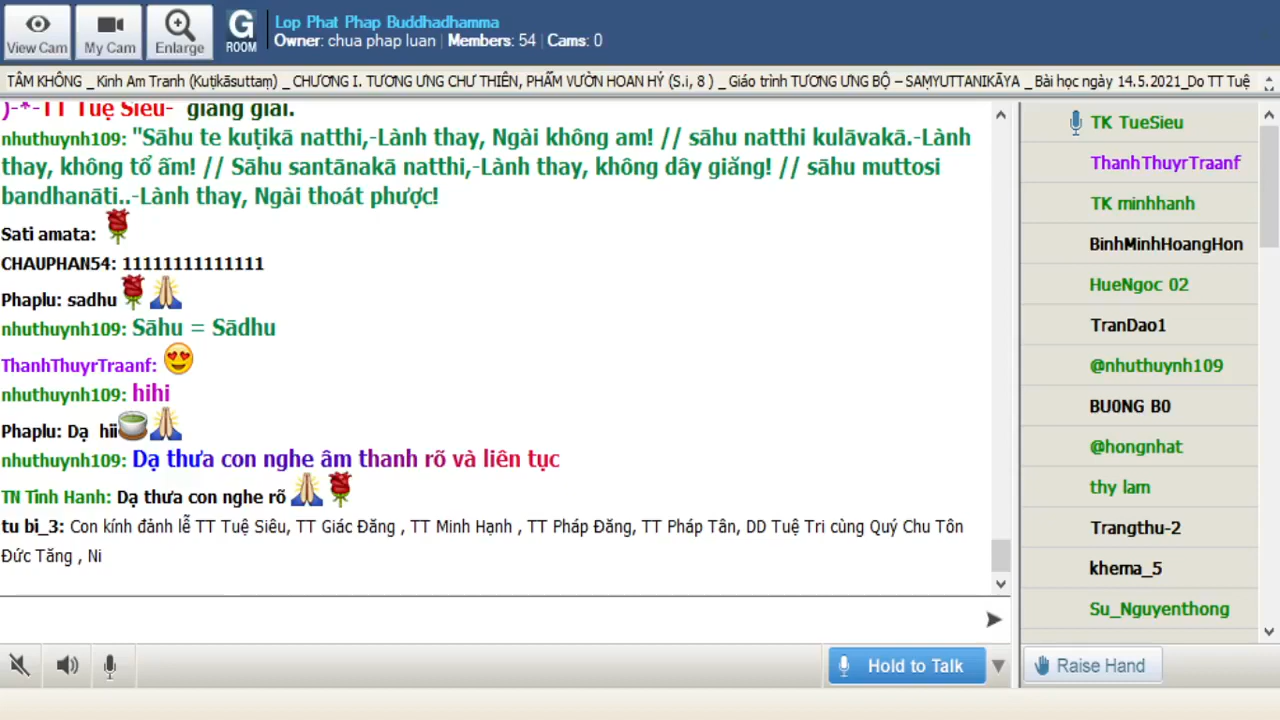 View Cam
My Cam
Enlarge
G
ROOM
Lop Phat Phap Buddhadhamma
Owner: chua phap luan | Members: 54 | Cams: 0
TÂM KHÔNG _ Kinh Am Tranh (Kuṭikāsuttaṃ) _ CHƯƠNG I. TƯƠNG ƯNG CHƯ THIÊN, PHẨM VƯỜN HOAN HỶ (S.i, 8 ) _ Giáo trình TƯƠNG ƯNG BỘ – SAṂYUTTANIKĀYA _ Bài học ngày 14.5.2021_Do TT Tuệ
)-*-TT Tuệ Siêu- giảng giải.
nhuthuynh109: "Sāhu te kuṭikā natthi,-Lành thay, Ngài không am! // sāhu natthi kulāvakā.-Lành
thay, không tổ ấm! // Sāhu santānakā natthi,-Lành thay, không dây giăng! // sāhu muttosi
bandhanāti..-Lành thay, Ngài thoát phược!
Sati amata:
CHAUPHAN54: 11111111111111
Phaplu: sadhu
nhuthuynh109: Sāhu = Sādhu
ThanhThuyrTraanf:
nhuthuynh109: hihi
Phaplu: Dạ hii
nhuthuynh109: Dạ thưa con nghe âm thanh rõ và liên tục
TN Tinh Hanh: Dạ thưa con nghe rõ
tu bi_3: Con kính đảnh lễ TT Tuệ Siêu, TT Giác Đẳng , TT Minh Hạnh , TT Pháp Đăng, TT Pháp Tân, DD Tuệ Tri cùng Quý Chu Tôn
Đức Tăng , Ni
Hold to Talk
TK TueSieu
ThanhThuyrTraanf
TK minhhanh
BinhMinhHoangHon
HueNgoc 02
TranDao1
@nhuthuynh109
BU0NG B0
@hongnhat
thy lam
Trangthu-2
khema_5
Su_Nguyenthong
Raise Hand